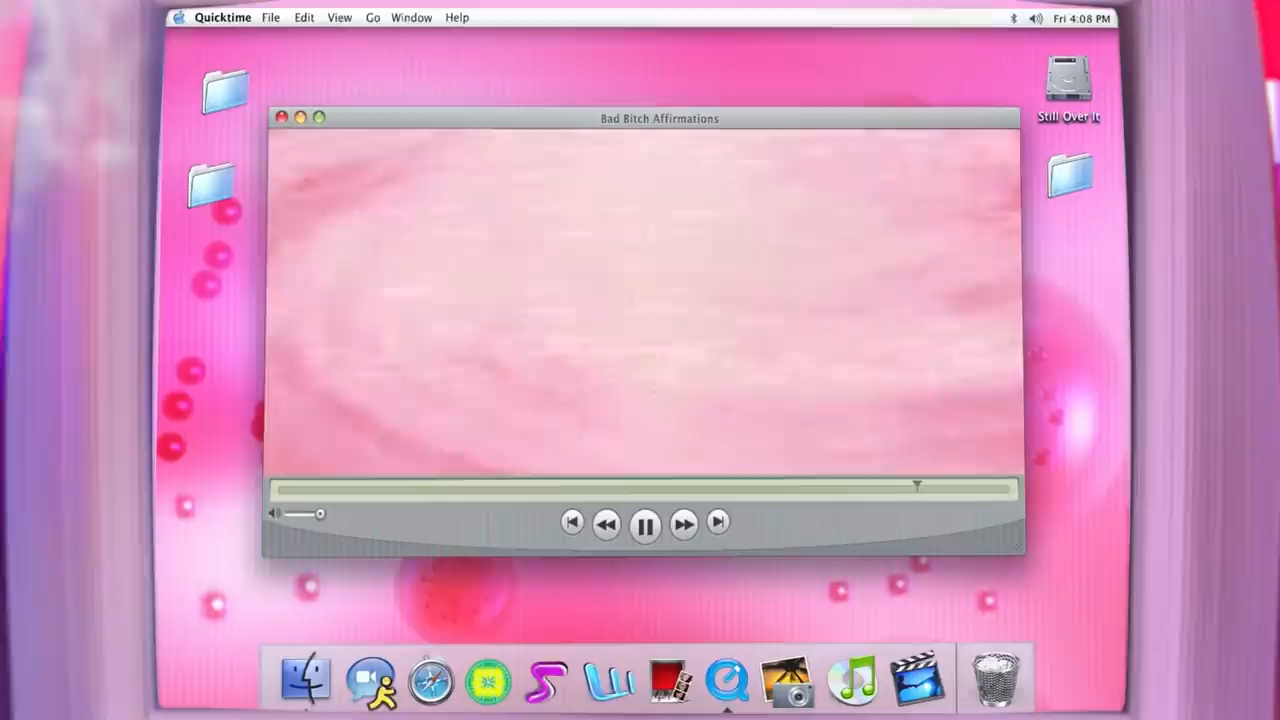 Quicktime File Edit View Go Window Help Fri 4:08 PM
Bad Bitch Affirmations
Still Over It